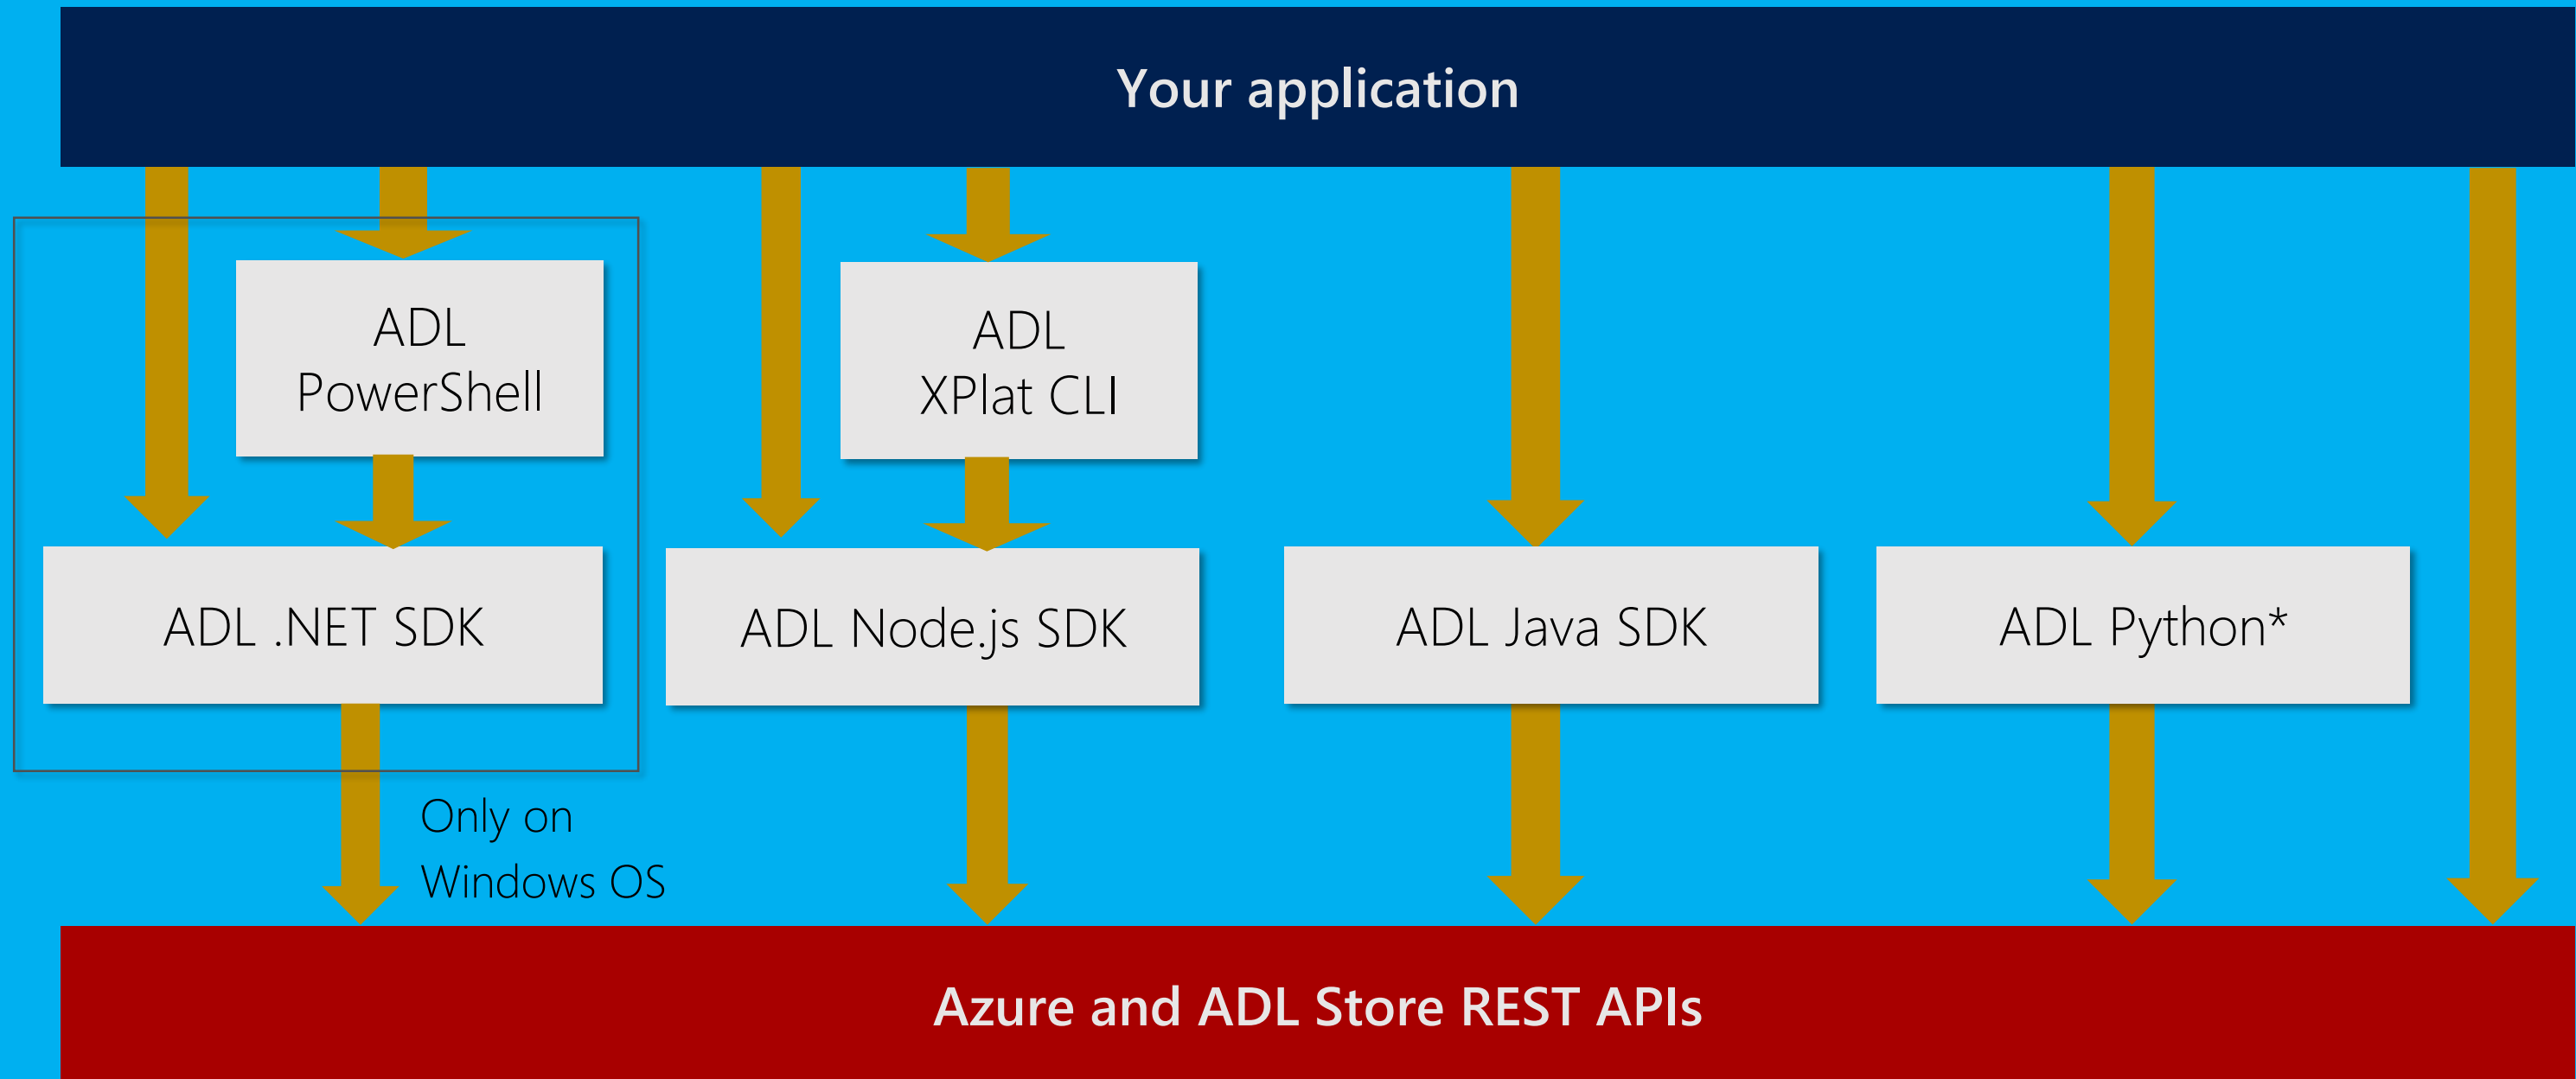 Your application
ADL
PowerShell
ADL
XPlat CLI
ADL .NET SDK
ADL Node.js SDK
ADL Java SDK
ADL Python*
Only on
Windows OS
Azure and ADL Store REST APIs